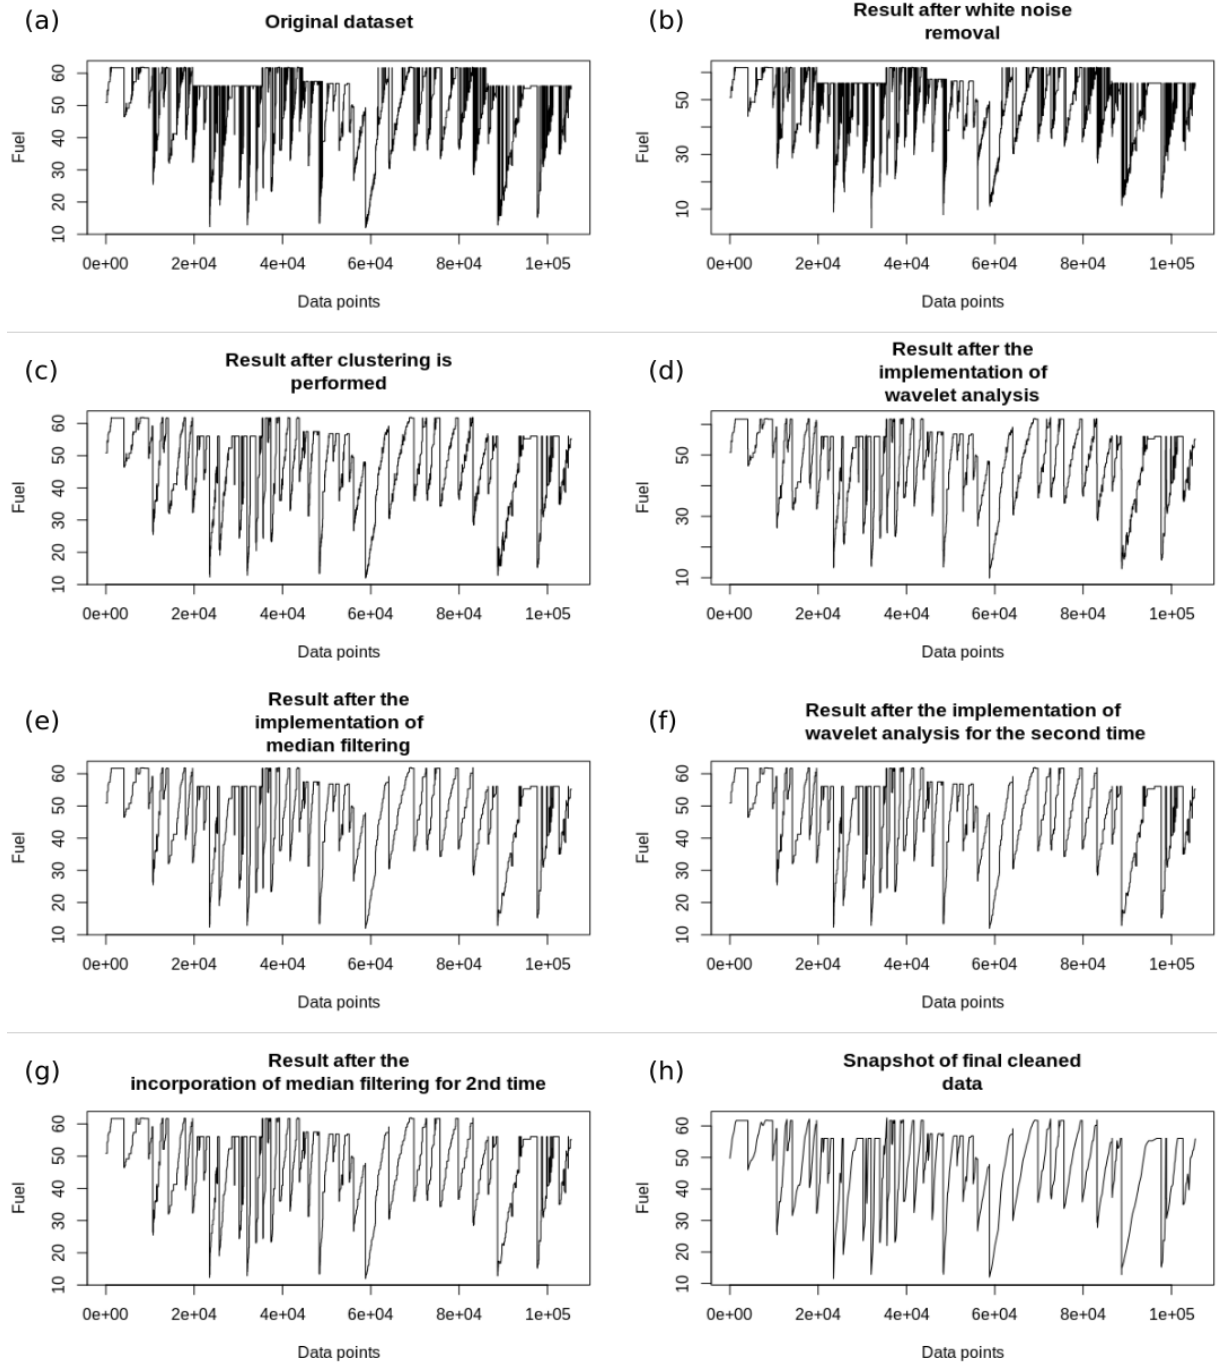 (a)
Original dataset
60
50
40
30
20
10
Fuel
0e+00 2e+04 4e+04 6e+04 8e+04 1e+05
Data points
(b)
Result after white noise
removal
50
30
10
Fuel
0e+00 2e+04 4e+04 6e+04 8e+04 1e+05
Data points
(c)
Result after clustering is
performed
60
50
40
30
20
10
Fuel
0e+00 2e+04 4e+04 6e+04 8e+04 1e+05
Data points
(d)
Result after the
implementation of
wavelet analysis
50
30
10
Fuel
0e+00 2e+04 4e+04 6e+04 8e+04 1e+05
Data points
(e)
Result after the
implementation of
median filtering
60
50
40
30
20
10
Fuel
0e+00 2e+04 4e+04 6e+04 8e+04 1e+05
Data points
(f)
Result after the implementation of
wavelet analysis for the second time
60
50
40
30
20
10
Fuel
0e+00 2e+04 4e+04 6e+04 8e+04 1e+05
Data points
(g)
Result after the
incorporation of median filtering for 2nd time
60
50
40
30
20
10
Fuel
0e+00 2e+04 4e+04 6e+04 8e+04 1e+05
Data points
(h)
Snapshot of final cleaned
data
60
50
40
30
20
10
Fuel
0e+00 2e+04 4e+04 6e+04 8e+04 1e+05
Data points